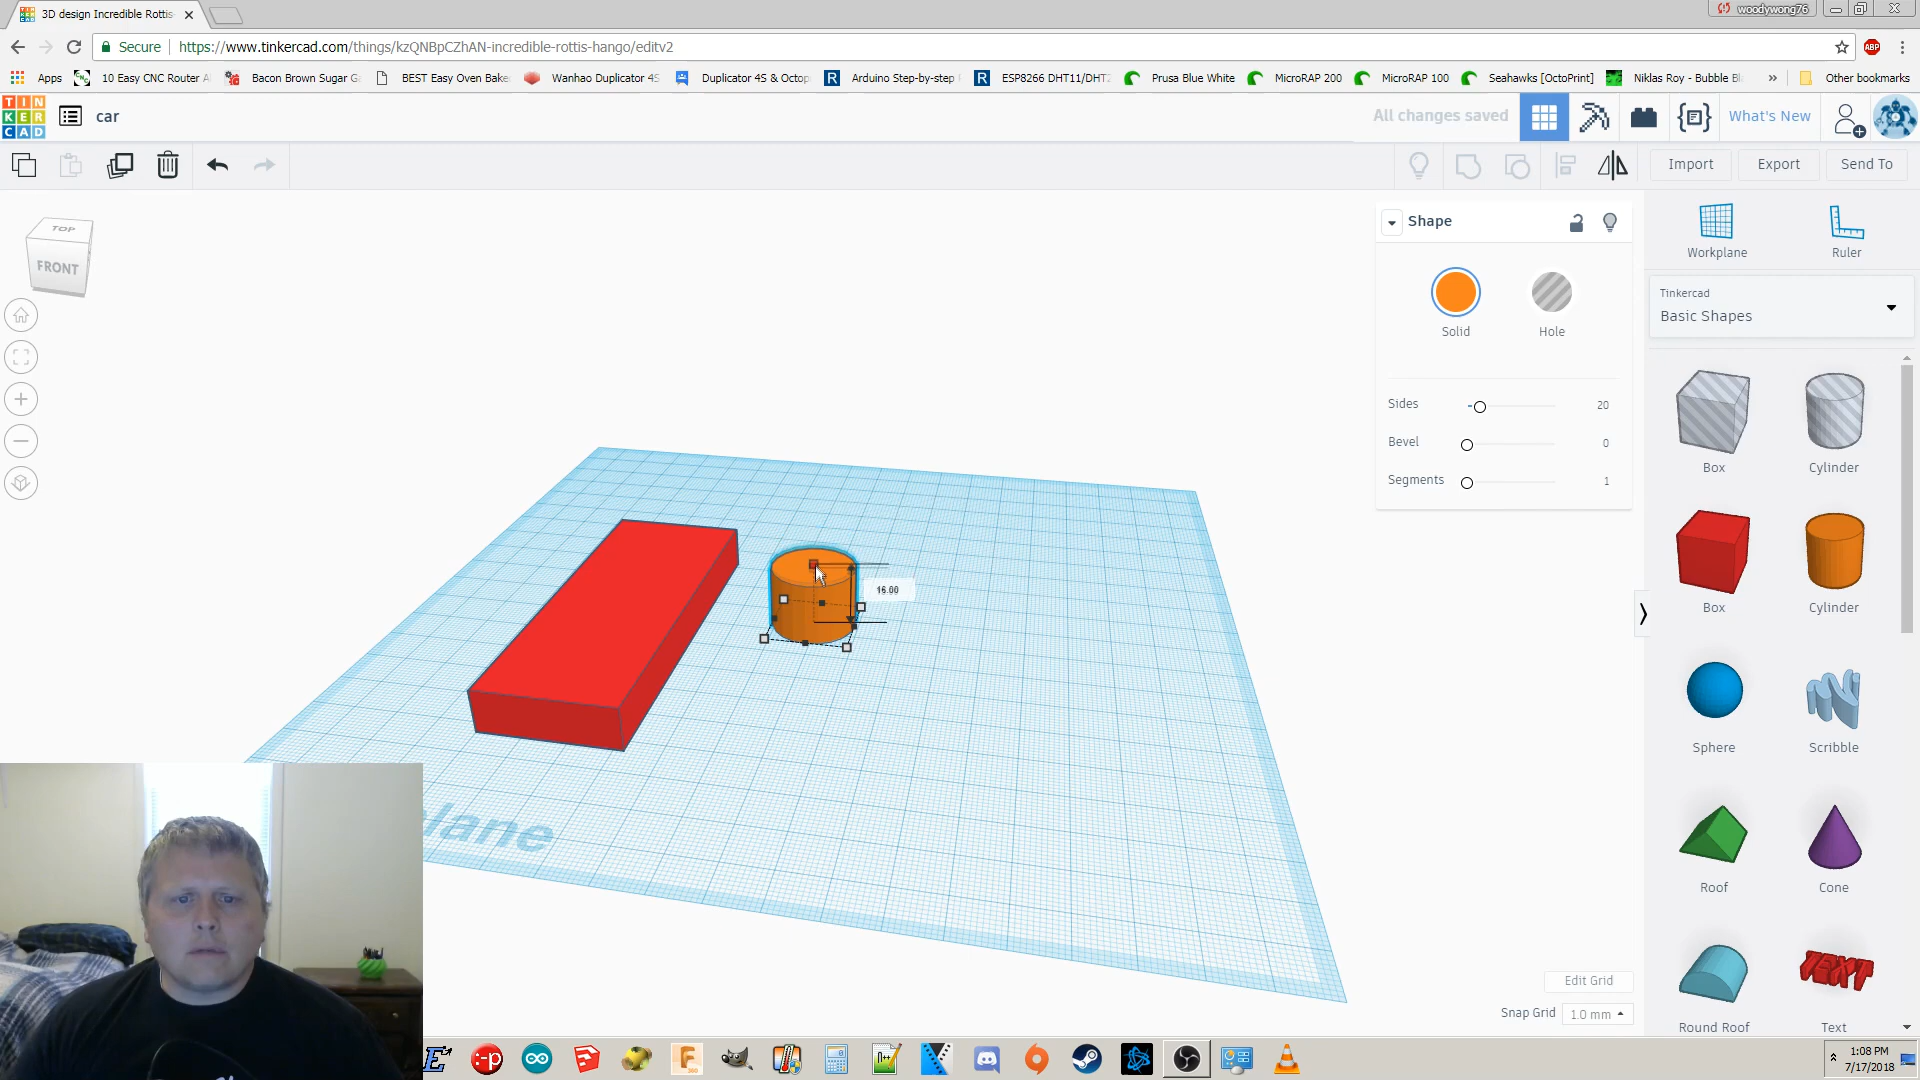 3D design Incredible Rottis-
woodywong76
Secure
https://www.tinkercad.com/things/kzQNBpCZhAN-incredible-rottis-hango/editv2
ABP
Apps
10 Easy CNC Router A
Bacon Brown Sugar G
BEST Easy Oven Bake
Wanhao Duplicator 4S
Duplicator 4S & Octop
R
Arduino Step-by-step
R
ESP8266 DHT11/DHT
Prusa Blue White
MicroRAP 200
MicroRAP 100
Seahawks [OctoPrint]
Niklas Roy - Bubble Bl
»
Other bookmarks
TIN
KER
CAD
car
All changes saved
What's New
Import
Export
Send To
TOP
FRONT
Shape
Solid
Hole
Sides
20
Bevel
0
Segments
1
16.00
Workplane
Ruler
Tinkercad
Basic Shapes
Box
Cylinder
Box
Cylinder
Sphere
Scribble
Roof
Cone
Round Roof
TEXT
Text
lane
Edit Grid
Snap Grid
1.0 mm
1:08 PM
7/17/2018